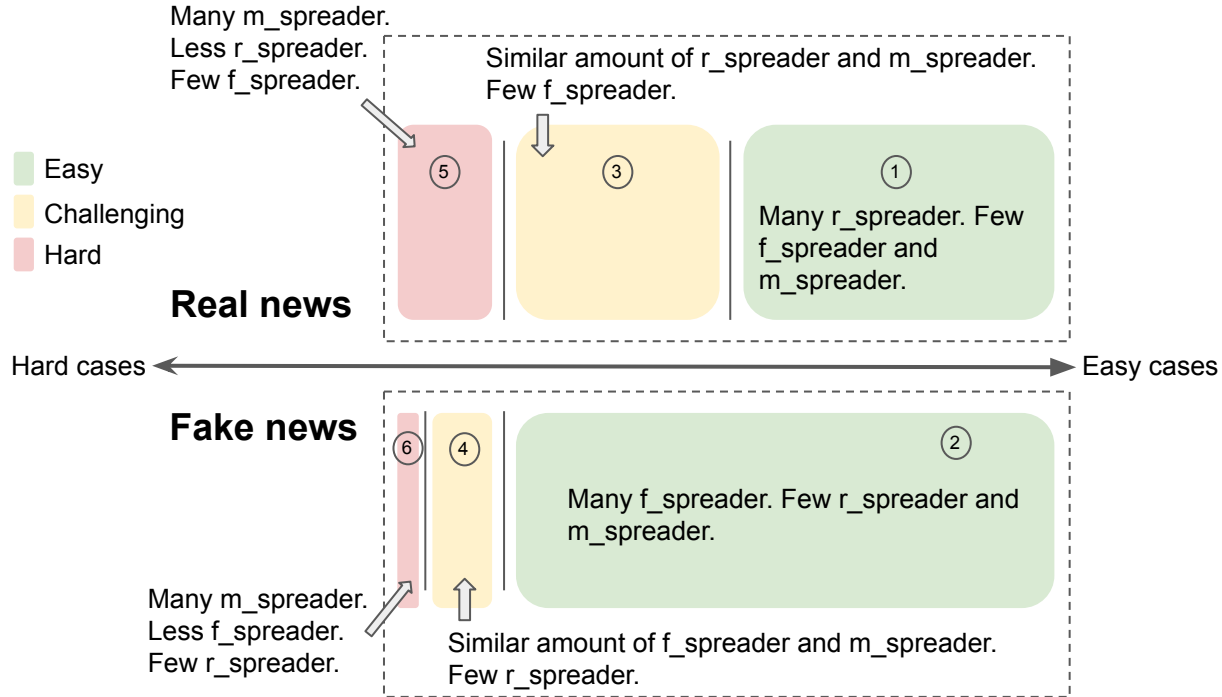 Many m_spreader.
Less r_spreader.
Few f_spreader.
Similar amount of r_spreader and m_spreader.
Few f_spreader.
Easy
Challenging
Hard
5
3
1
Many r_spreader. Few
f_spreader and
m_spreader.
Real news
Hard cases
Easy cases
Fake news
6
4
2
Many f_spreader. Few r_spreader and
m_spreader.
Many m_spreader.
Less f_spreader.
Few r_spreader.
Similar amount of f_spreader and m_spreader.
Few r_spreader.